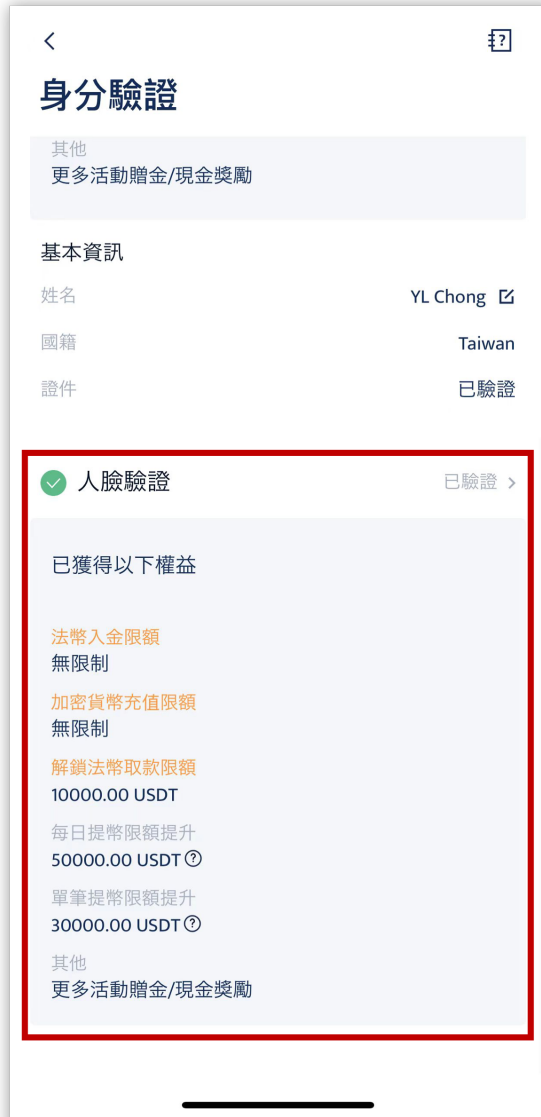 身分驗證
其他
更多活動贈金/現金獎勵
基本資訊
姓名 YL Chong
國籍 Taiwan
證件 已驗證
人臉驗證 已驗證
已獲得以下權益
法幣入金限額
無限制
加密貨幣充值限額
無限制
解鎖法幣取款限額
10000.00 USDT
每日提幣限額提升
50000.00 USDT
單筆提幣限額提升
30000.00 USDT
其他
更多活動贈金/現金獎勵